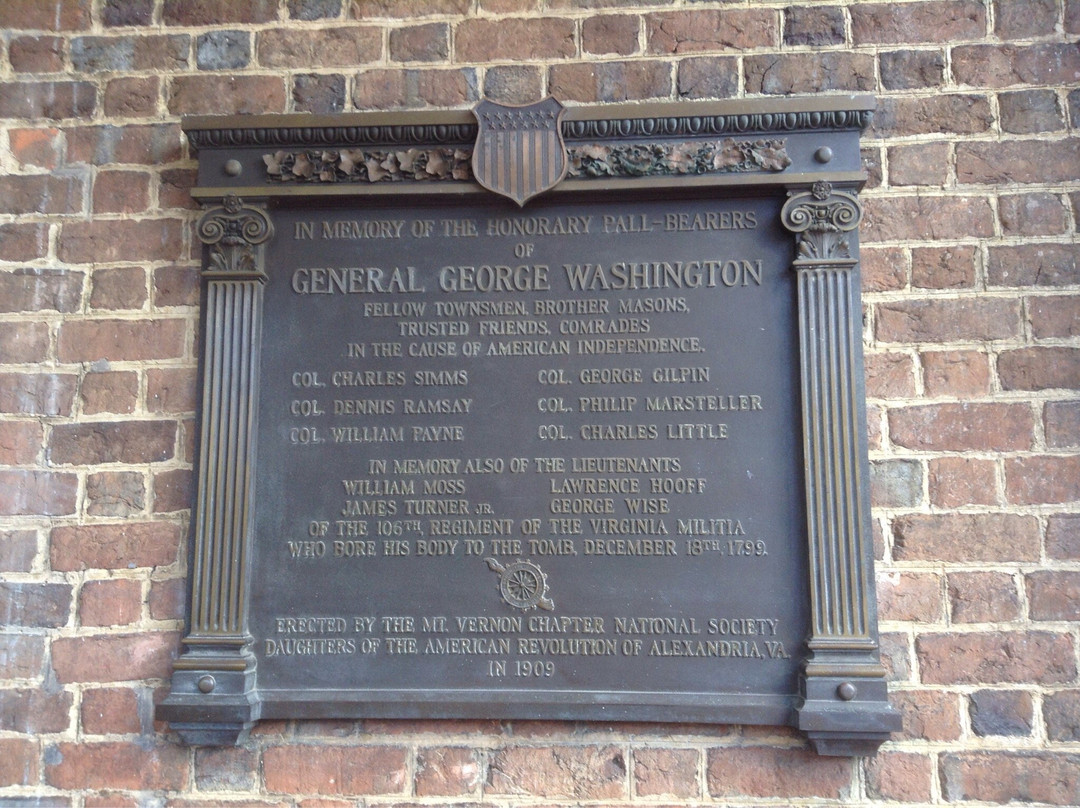 IN MEMORY OF THE HONORARY PALL-BEARERS
OF
GENERAL GEORGE WASHINGTON
FELLOW TOWNSMEN, BROTHER MASONS,
TRUSTED FRIENDS, COMRADES
IN THE CAUSE OF AMERICAN INDEPENDENCE.
COL. CHARLES SIMMS COL. GEORGE GILPIN
COL. DENNIS RAMSAY COL. PHILIP MARSTELLER
COL. WILLIAM PAYNE COL. CHARLES LITTLE
IN MEMORY ALSO OF THE LIEUTENANTS
WILLIAM MOSS LAWRENCE HOOFF
JAMES TURNER JR. GEORGE WISE
OF THE 106TH, REGIMENT OF THE VIRGINIA MILITIA
WHO BORE HIS BODY TO THE TOMB, DECEMBER 18TH, 1799.
ERECTED BY THE MT. VERNON CHAPTER NATIONAL SOCIETY
DAUGHTERS OF THE AMERICAN REVOLUTION OF ALEXANDRIA, VA.
IN 1909